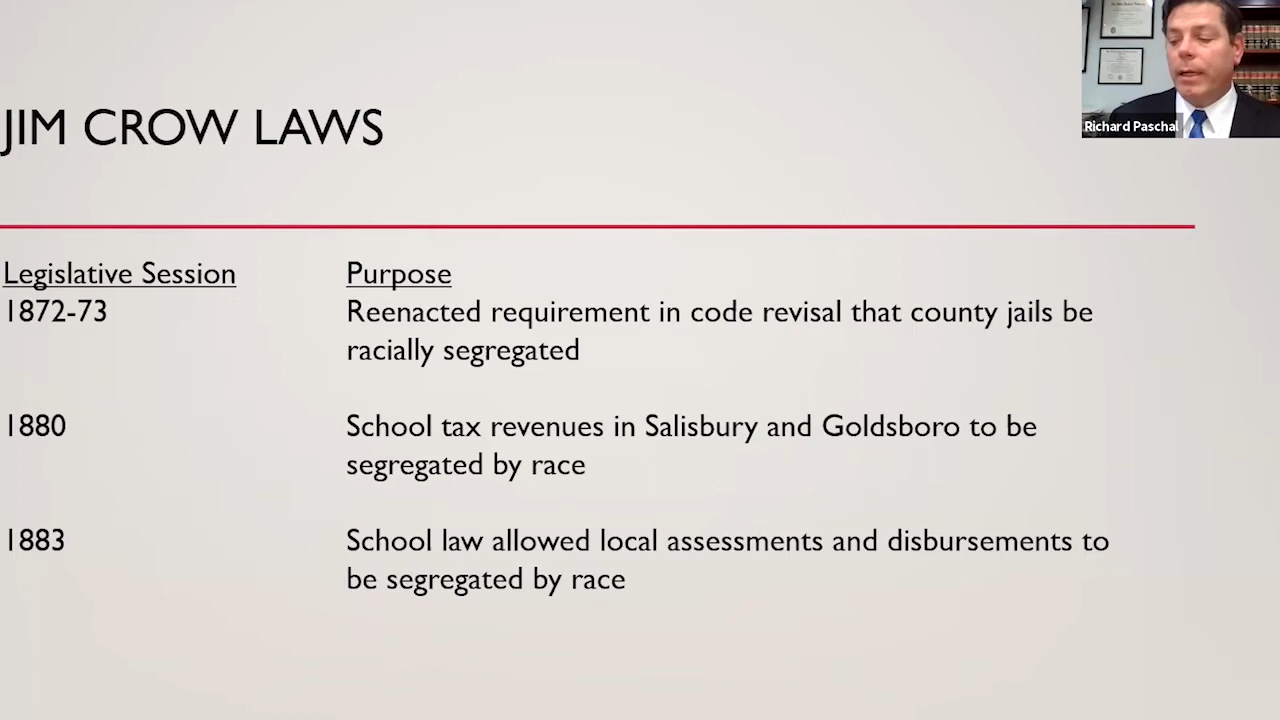 JIM CROW LAWS
Richard Paschal
Legislative Session
Purpose
1872-73
Reenacted requirement in code revisal that county jails be
racially segregated
1880
School tax revenues in Salisbury and Goldsboro to be
segregated by race
1883
School law allowed local assessments and disbursements to
be segregated by race